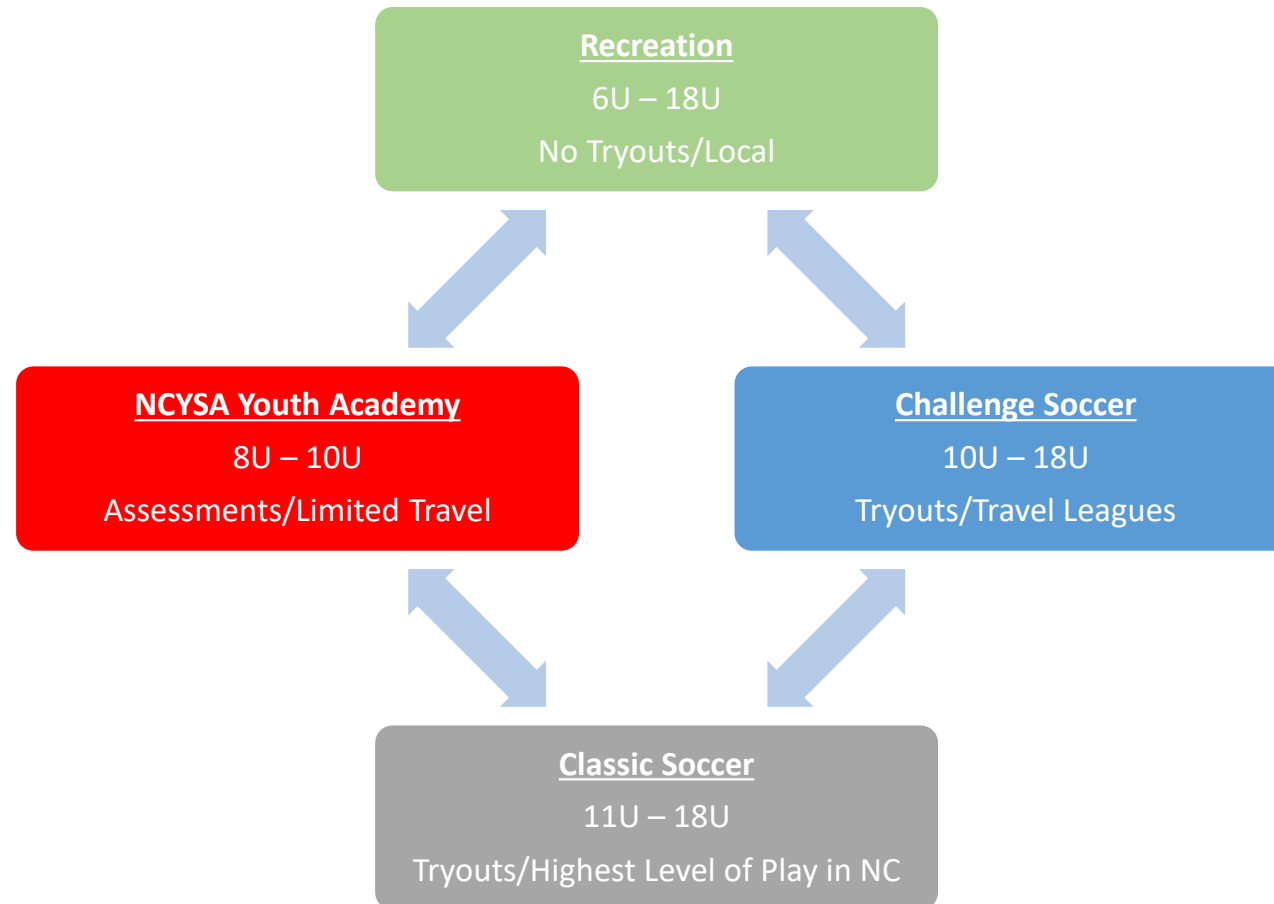 Recreation
6U – 18U
No Tryouts/Local
NCYSA Youth Academy
8U – 10U
Assessments/Limited Travel
Challenge Soccer
10U – 18U
Tryouts/Travel Leagues
Classic Soccer
11U – 18U
Tryouts/Highest Level of Play in NC